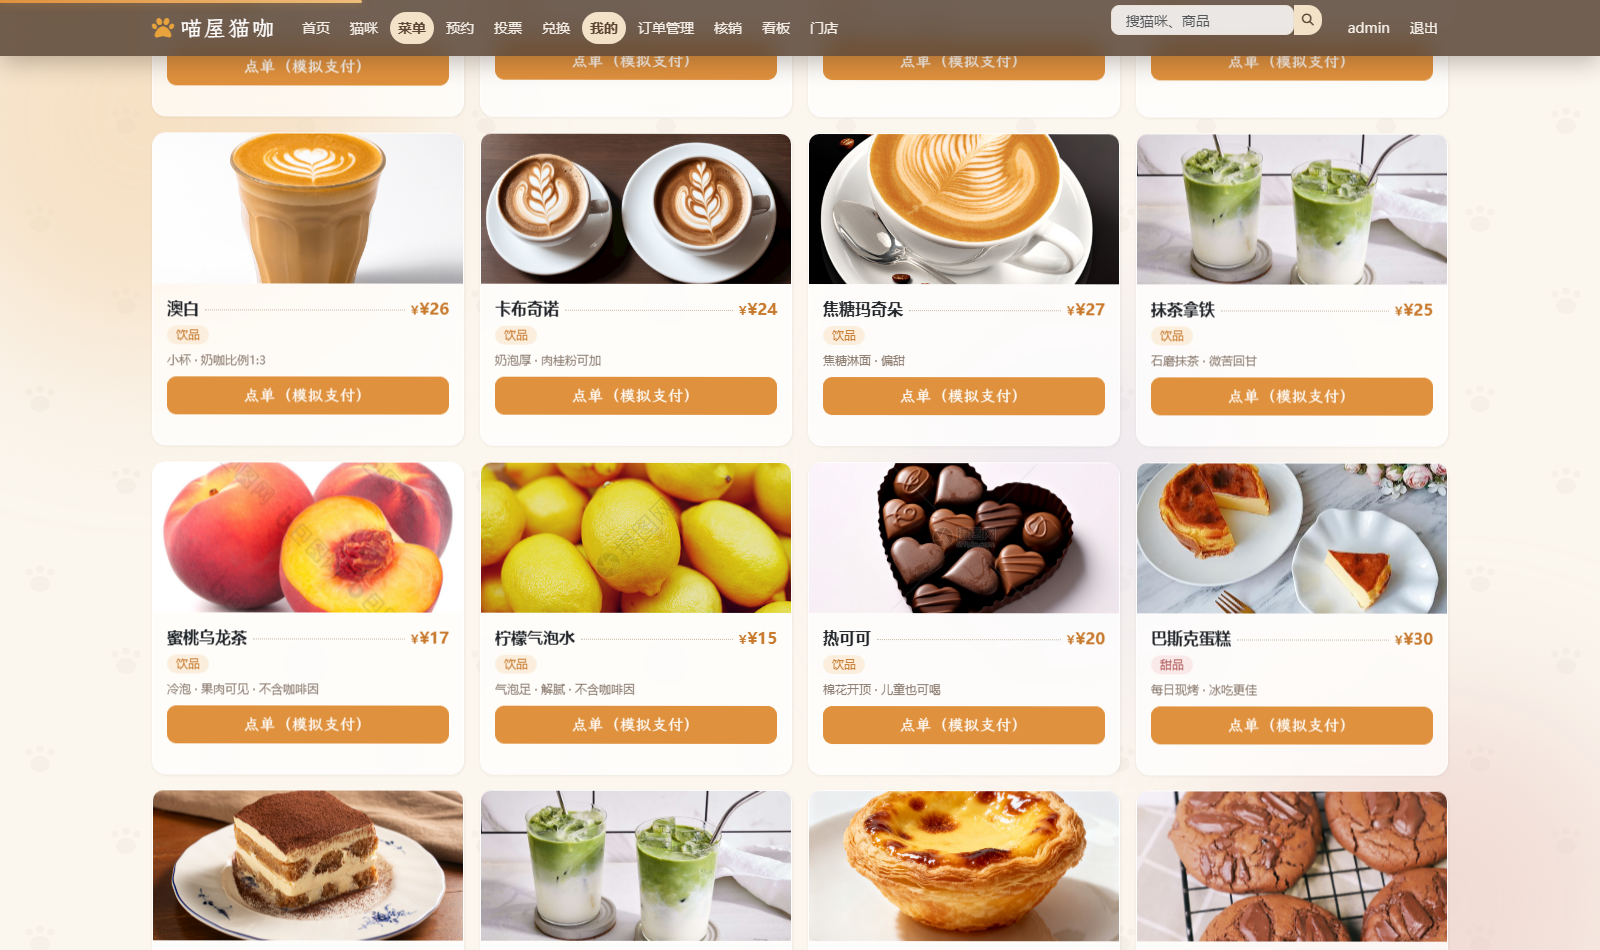 喵屋猫咖 首页 猫咪 菜单 预约 投票 兑换 我的 订单管理 核销 看板 门店 搜猫咪、商品 admin 退出
点单（模拟支付） 点单（模拟支付） 点单（模拟支付） 点单（模拟支付）
澳白 ¥¥26 卡布奇诺 ¥¥24 焦糖玛奇朵 ¥¥27 抹茶拿铁 ¥¥25
饮品 饮品 饮品 饮品
小杯 · 奶咖比例1:3 奶泡厚 · 肉桂粉可加 焦糖淋面 · 偏甜 石磨抹茶 · 微苦回甘
点单（模拟支付） 点单（模拟支付） 点单（模拟支付） 点单（模拟支付）
蜜桃乌龙茶 ¥¥17 柠檬气泡水 ¥¥15 热可可 ¥¥20 巴斯克蛋糕 ¥¥30
饮品 饮品 饮品 甜品
冷泡 · 果肉可见 · 不含咖啡因 气泡足 · 解腻 · 不含咖啡因 棉花开顶 · 儿童也可喝 每日现烤 · 冰吃更佳
点单（模拟支付） 点单（模拟支付） 点单（模拟支付） 点单（模拟支付）